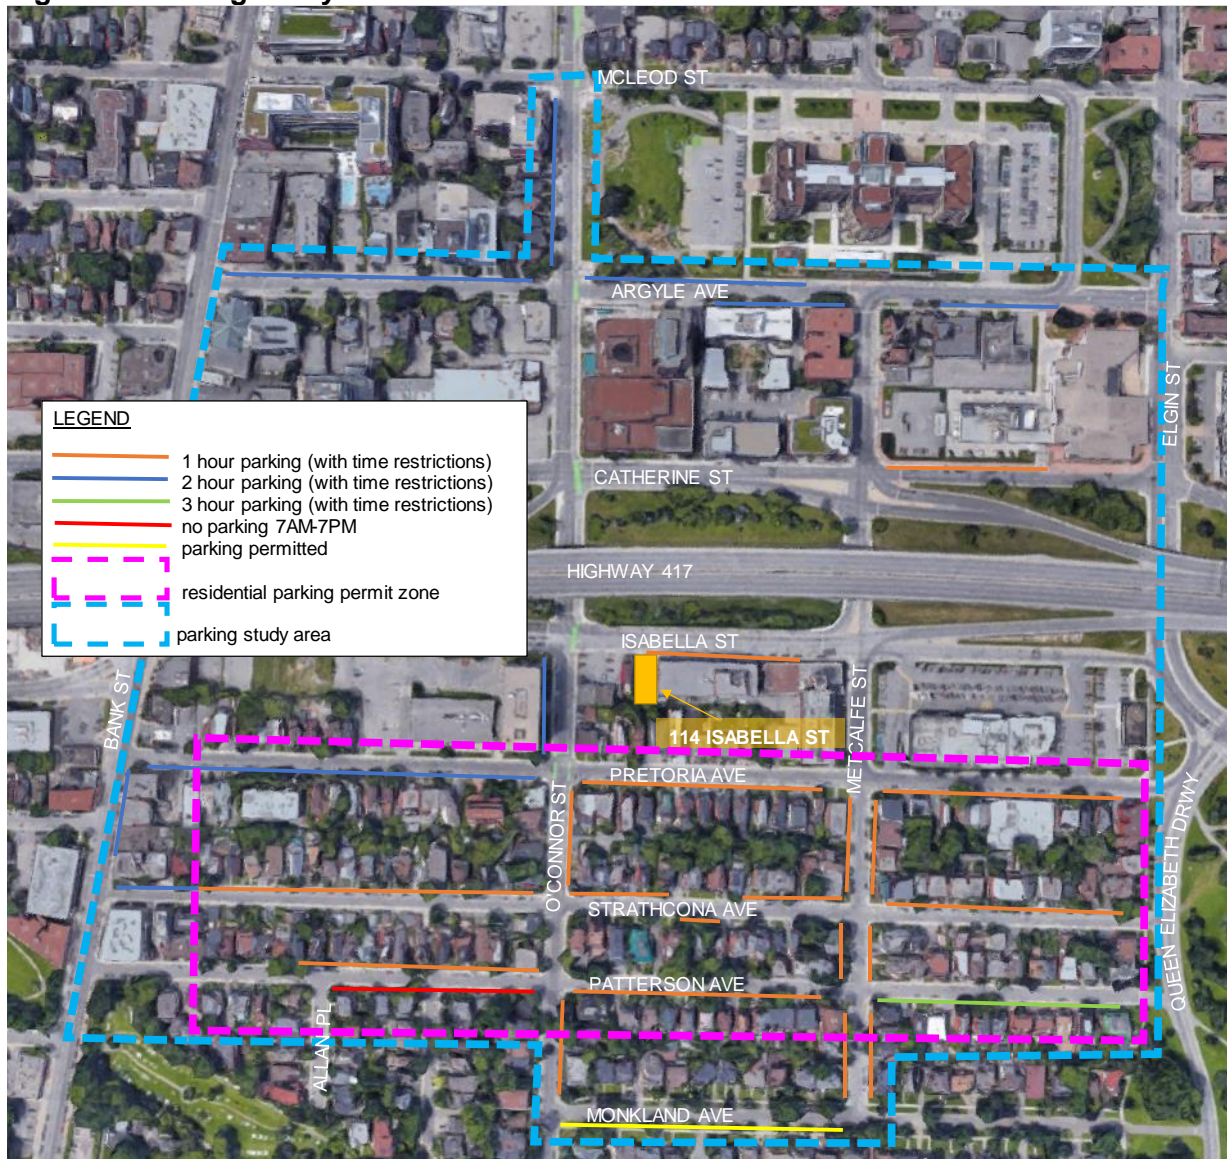 MCLEOD ST
ARGYLE AVE
ELGIN ST
LEGEND
1 hour parking (with time restrictions)
2 hour parking (with time restrictions)
3 hour parking (with time restrictions)
no parking 7AM-7PM
parking permitted
residential parking permit zone
parking study area
CATHERINE ST
HIGHWAY 417
ISABELLA ST
BANK ST
METCALFE ST
114 ISABELLA ST
PRETORIA AVE
O'CONNOR ST
QUEEN ELIZABETH DRWY
STRATHCONA AVE
PATTERSON AVE
ALLAN PL
MONKLAND AVE